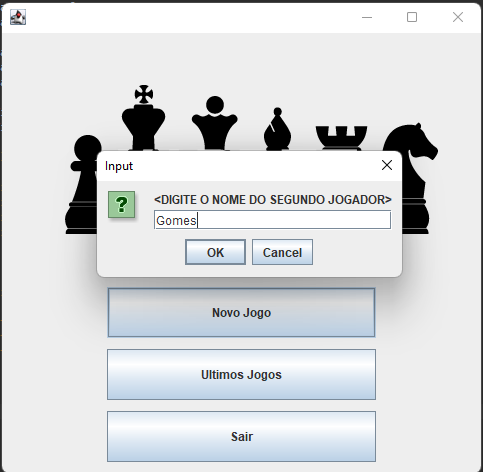 Input
<DIGITE O NOME DO SEGUNDO JOGADOR>
Gomes
OK Cancel
Novo Jogo
Ultimos Jogos
Sair